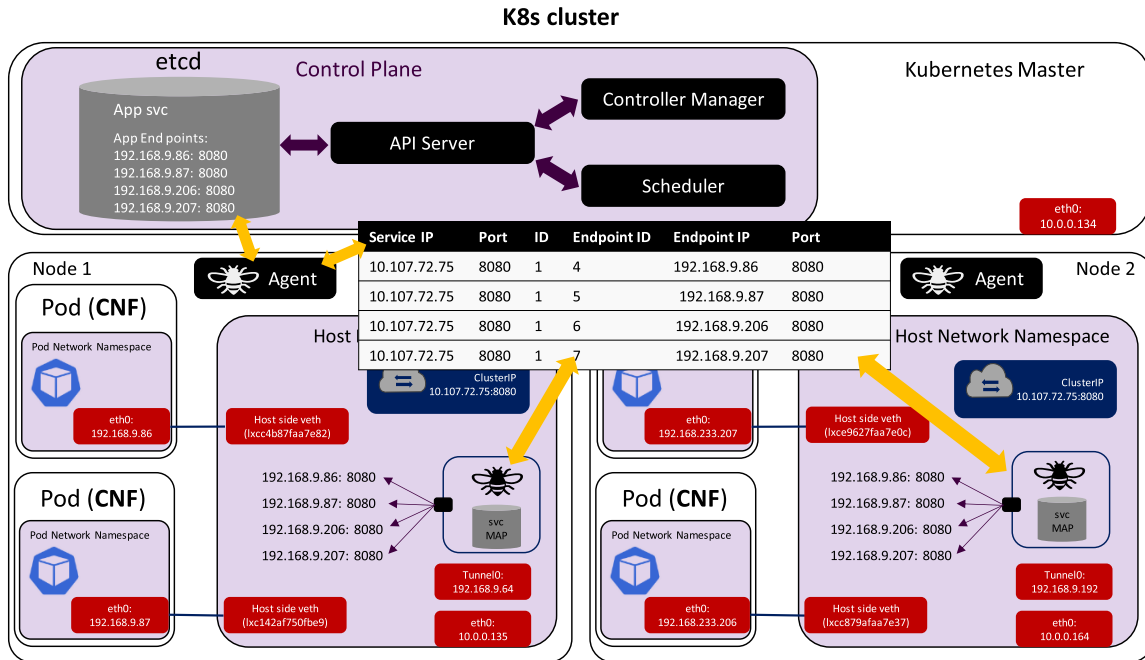 K8s cluster
etcd
Control Plane
Kubernetes Master
App svc
App End points:
192.168.9.86: 8080
192.168.9.87: 8080
192.168.9.206: 8080
192.168.9.207: 8080
API Server
Controller Manager
Scheduler
eth0:
10.0.0.134
Service IP Port ID Endpoint ID Endpoint IP Port
10.107.72.75 8080 1 4 192.168.9.86 8080
10.107.72.75 8080 1 5 192.168.9.87 8080
10.107.72.75 8080 1 6 192.168.9.206 8080
10.107.72.75 8080 1 7 192.168.9.207 8080
Node 1
Agent
Pod (CNF)
Pod Network Namespace
eth0:
192.168.9.86
Host
Host side veth
(lxcc4b87faa7e82)
ClusterIP
10.107.72.75:8080
192.168.9.86: 8080
192.168.9.87: 8080
192.168.9.206: 8080
192.168.9.207: 8080
svc
MAP
Pod (CNF)
Pod Network Namespace
eth0:
192.168.9.87
Host side veth
(lxc142af750fbe9)
Tunnel0:
192.168.9.64
eth0:
10.0.0.135
Agent
Node 2
Host Network Namespace
ClusterIP
10.107.72.75:8080
eth0:
192.168.233.207
Host side veth
(lxce9627faa7e0c)
192.168.9.86: 8080
192.168.9.87: 8080
192.168.9.206: 8080
192.168.9.207: 8080
svc
MAP
Pod (CNF)
Pod Network Namespace
eth0:
192.168.233.206
Host side veth
(lxcc879afaa7e37)
Tunnel0:
192.168.9.192
eth0:
10.0.0.164